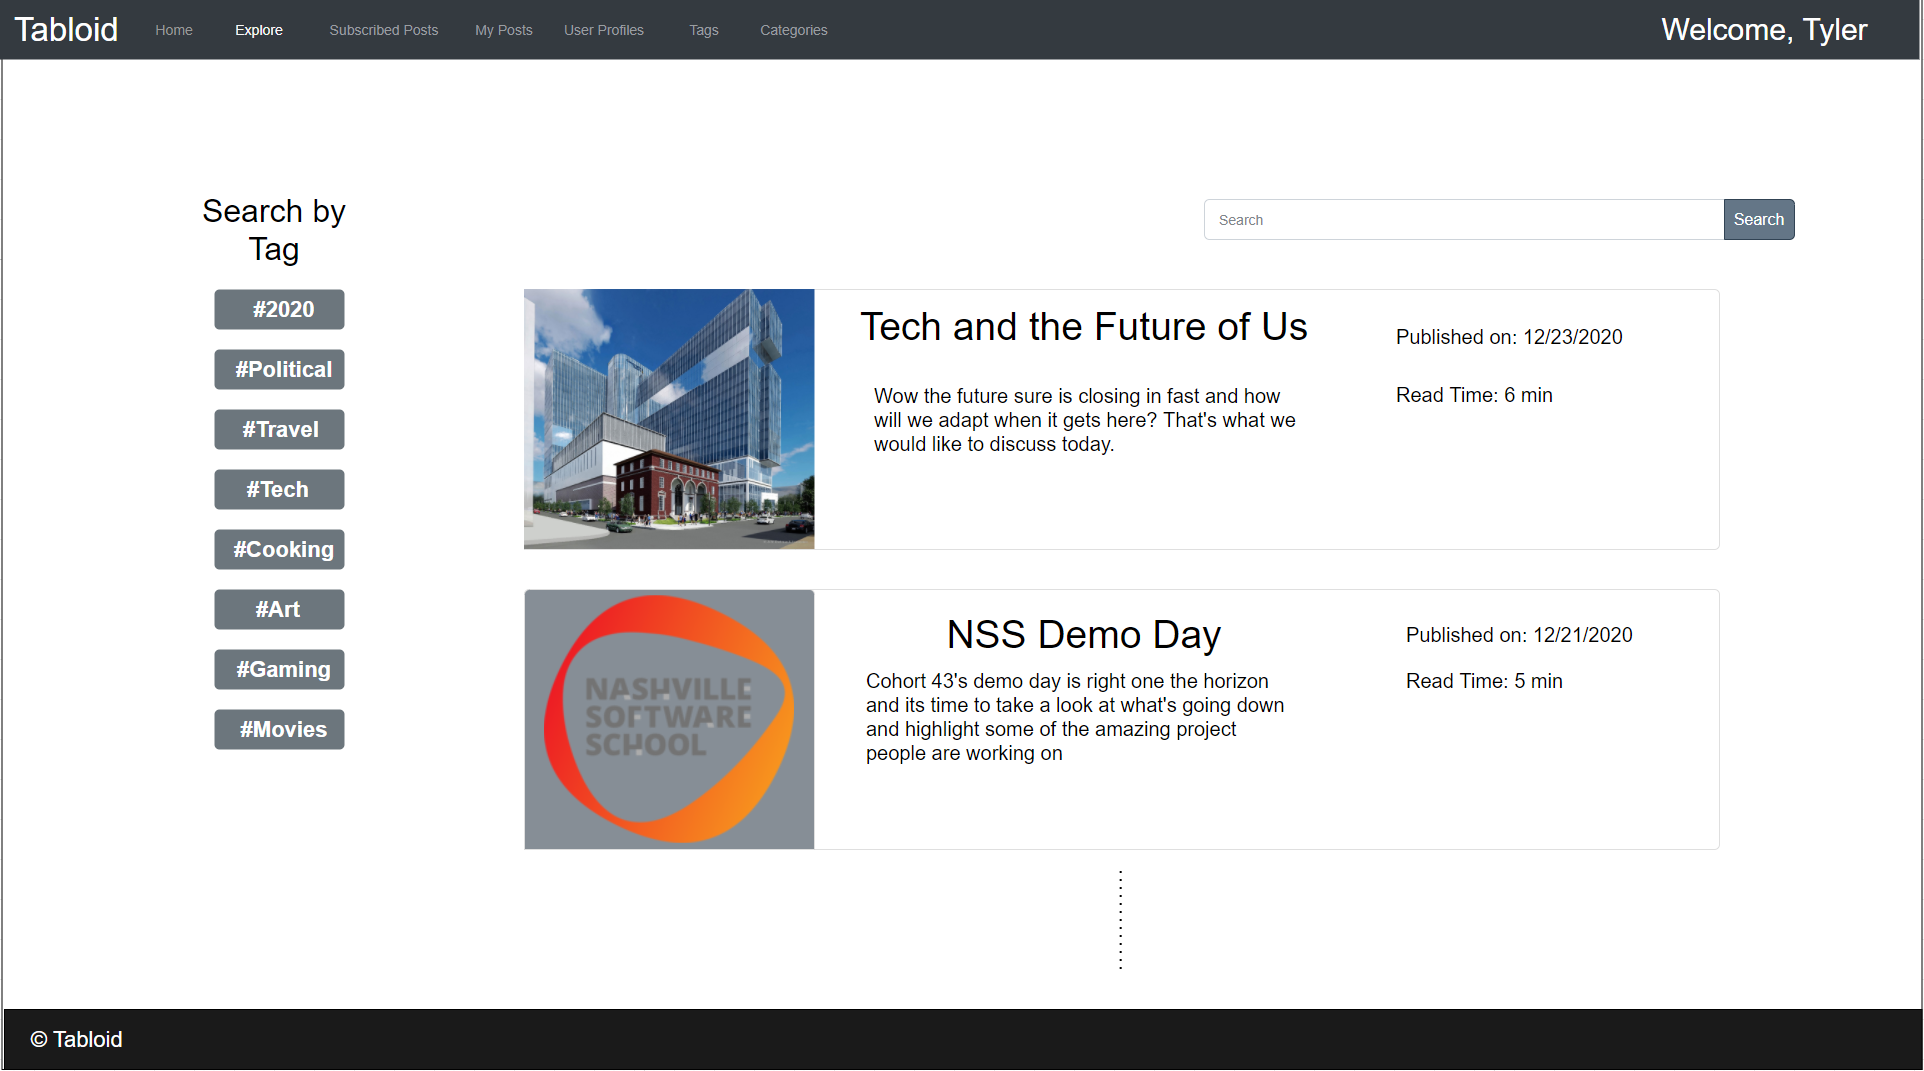 Tabloid Home Explore Subscribed Posts My Posts User Profiles Tags Categories Welcome, Tyler
Search by
Tag
#2020
#Political
#Travel
#Tech
#Cooking
#Art
#Gaming
#Movies
Search Search
Tech and the Future of Us
Wow the future sure is closing in fast and how
will we adapt when it gets here? That's what we
would like to discuss today.
Published on: 12/23/2020
Read Time: 6 min
NASHVILLE
SOFTWARE
SCHOOL
NSS Demo Day
Cohort 43's demo day is right one the horizon
and its time to take a look at what's going down
and highlight some of the amazing project
people are working on
Published on: 12/21/2020
Read Time: 5 min
© Tabloid